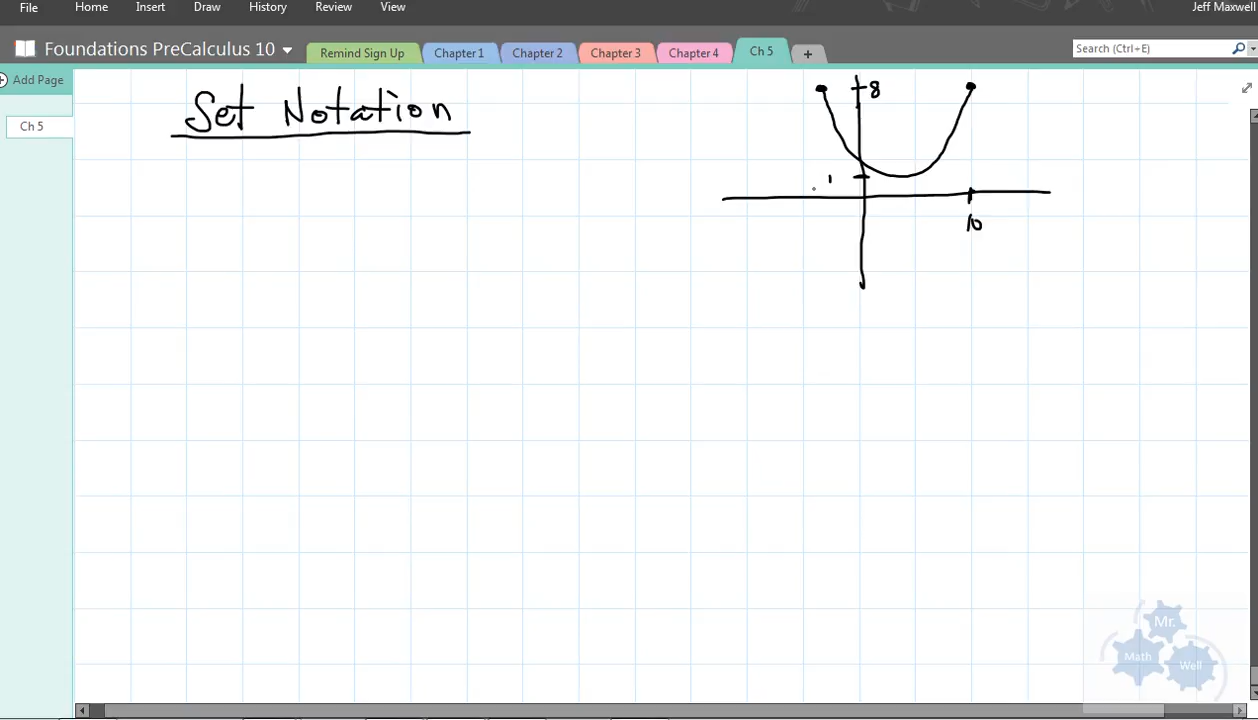 File Home Insert Draw History Review View Jeff Maxwell
Foundations PreCalculus 10 Remind Sign Up Chapter 1 Chapter 2 Chapter 3 Chapter 4 Ch 5 + Search (Ctrl+E)
Add Page
Ch 5
Set Notation
8
1
10
Mr.
Math Well